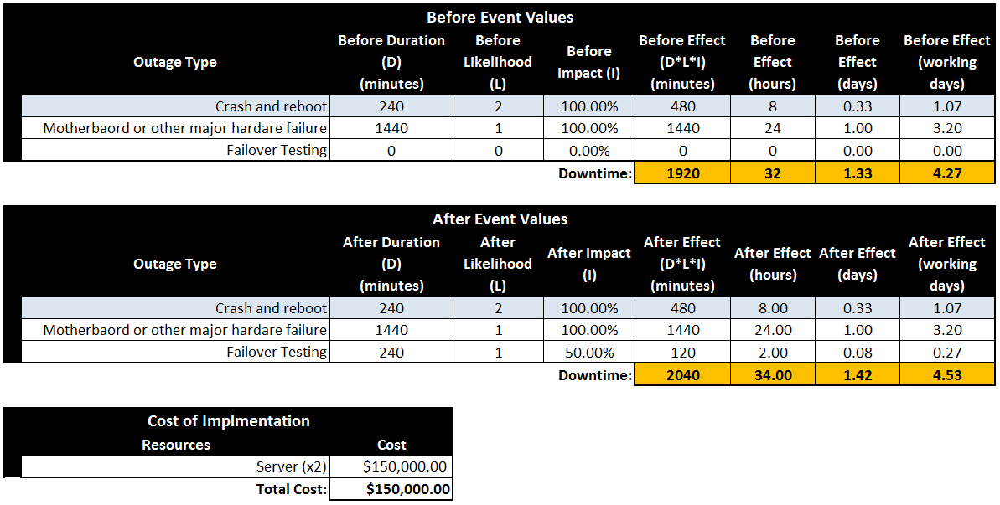 Before Event Values
Outage Type Before Duration (D) (minutes) Before Likelihood (L) Before Impact (I) Before Effect (D*L*I) (minutes) Before Effect (hours) Before Effect (days) Before Effect (working days)
Crash and reboot 240 2 100.00% 480 8 0.33 1.07
Motherbaord or other major hardare failure 1440 1 100.00% 1440 24 1.00 3.20
Failover Testing 0 0 0.00% 0 0 0.00 0.00
Downtime: 1920 32 1.33 4.27
After Event Values
Outage Type After Duration (D) (minutes) After Likelihood (L) After Impact (I) After Effect (D*L*I) (minutes) After Effect (hours) After Effect (days) After Effect (working days)
Crash and reboot 240 2 100.00% 480 8.00 0.33 1.07
Motherbaord or other major hardare failure 1440 1 100.00% 1440 24.00 1.00 3.20
Failover Testing 240 1 50.00% 120 2.00 0.08 0.27
Downtime: 2040 34.00 1.42 4.53
Cost of Implmentation
Resources Cost
Server (x2) $150,000.00
Total Cost: $150,000.00